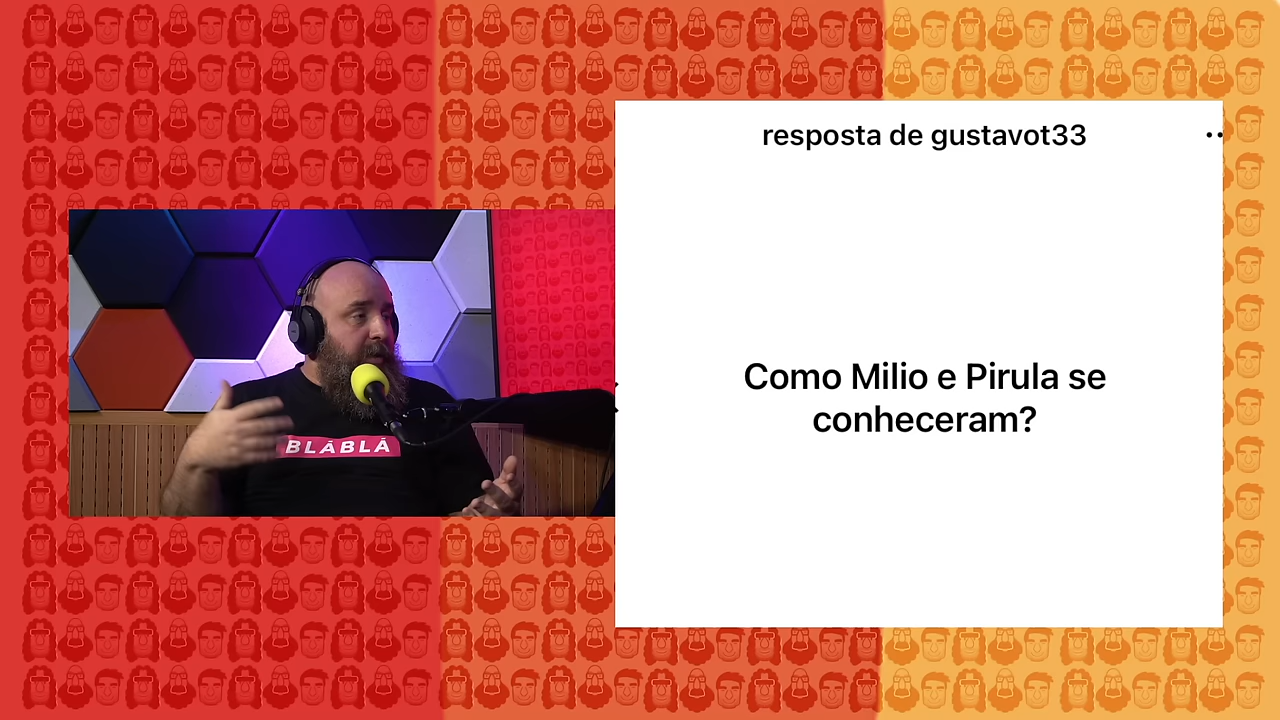 resposta de gustavot33
Como Milio e Pirula se
conheceram?
BLÁBLÁ